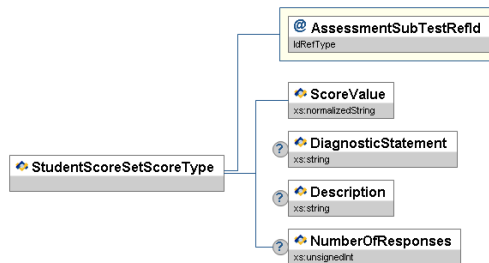 @ AssessmentSubTestRefId
IdRefType
ScoreValue
xs:normalizedString
? DiagnosticStatement
xs:string
StudentScoreSetScoreType
? Description
xs:string
? NumberOfResponses
xs:unsignedInt